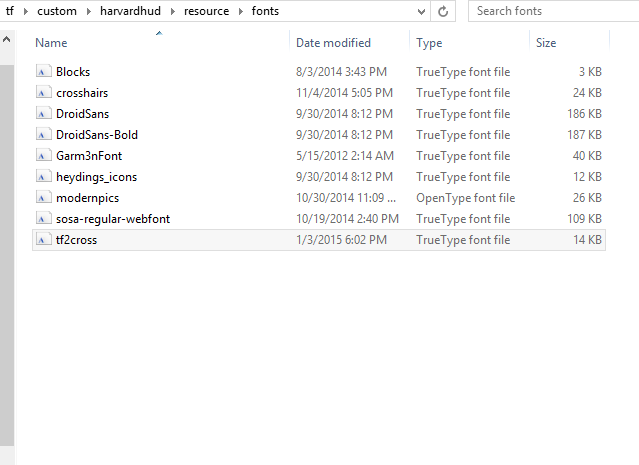 tf custom harvardhud resource fonts Search fonts
Name Date modified Type Size
Blocks 8/3/2014 3:43 PM TrueType font file 3 KB
crosshairs 11/4/2014 5:05 PM TrueType font file 24 KB
DroidSans 9/30/2014 8:12 PM TrueType font file 186 KB
DroidSans-Bold 9/30/2014 8:12 PM TrueType font file 187 KB
Garm3nFont 5/15/2012 2:14 AM TrueType font file 40 KB
heydings_icons 9/30/2014 8:12 PM TrueType font file 12 KB
modernpics 10/30/2014 11:09 ... OpenType font file 26 KB
sosa-regular-webfont 10/19/2014 2:40 PM TrueType font file 109 KB
tf2cross 1/3/2015 6:02 PM TrueType font file 14 KB